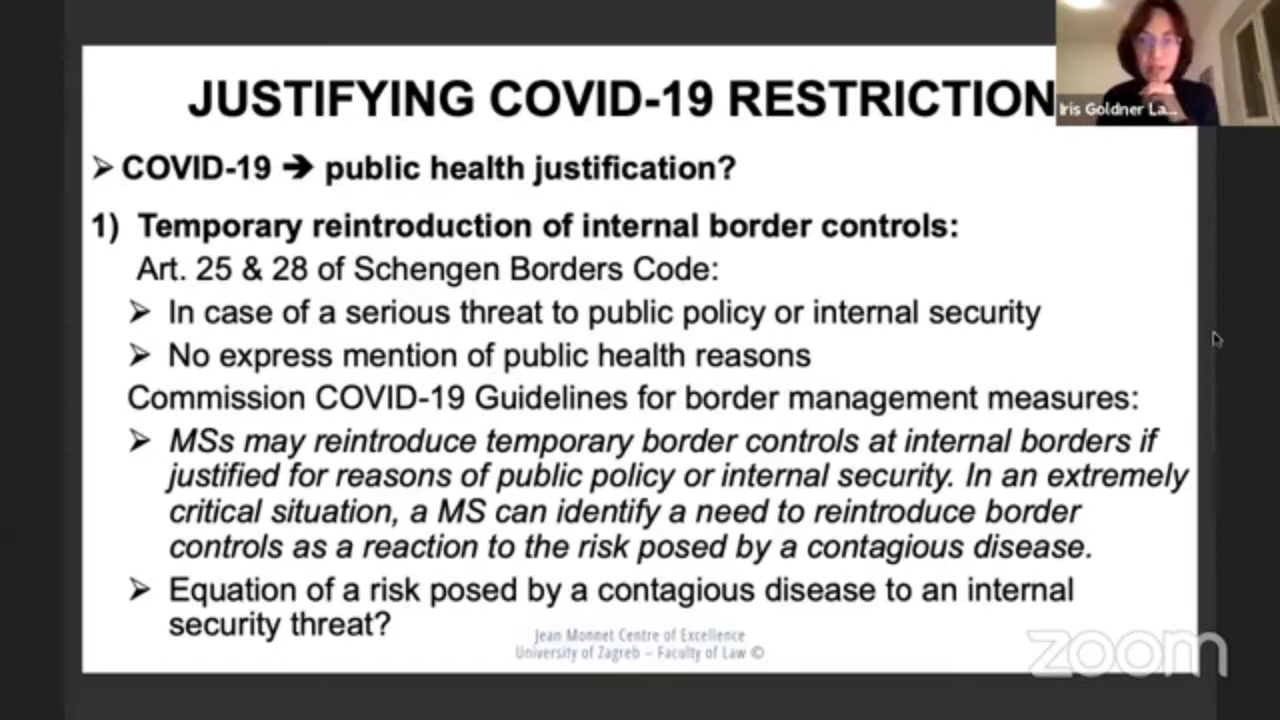 JUSTIFYING COVID-19 RESTRICTION
Iris Goldner La...
➢ COVID-19 ➔ public health justification?
1) Temporary reintroduction of internal border controls:
Art. 25 & 28 of Schengen Borders Code:
➢ In case of a serious threat to public policy or internal security
➢ No express mention of public health reasons
Commission COVID-19 Guidelines for border management measures:
➢ MSs may reintroduce temporary border controls at internal borders if
justified for reasons of public policy or internal security. In an extremely
critical situation, a MS can identify a need to reintroduce border
controls as a reaction to the risk posed by a contagious disease.
➢ Equation of a risk posed by a contagious disease to an internal
security threat?
Jean Monnet Centre of Excellence
University of Zagreb – Faculty of Law ©
zoom